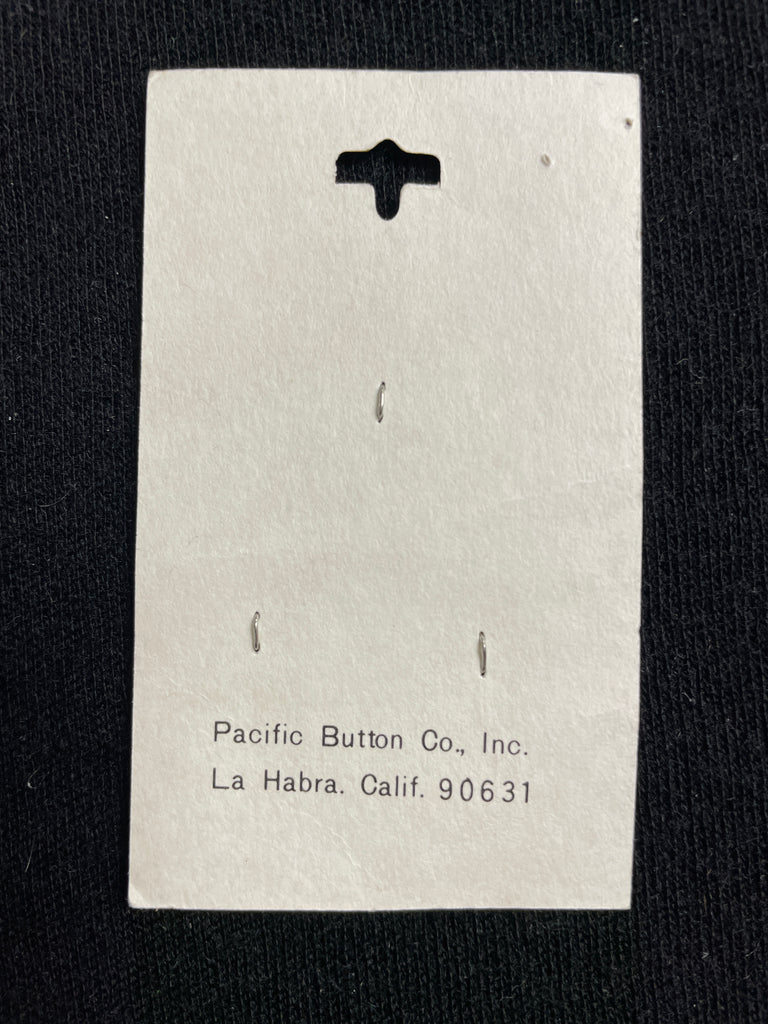 Pacific Button Co., Inc.
La Habra. Calif. 90631